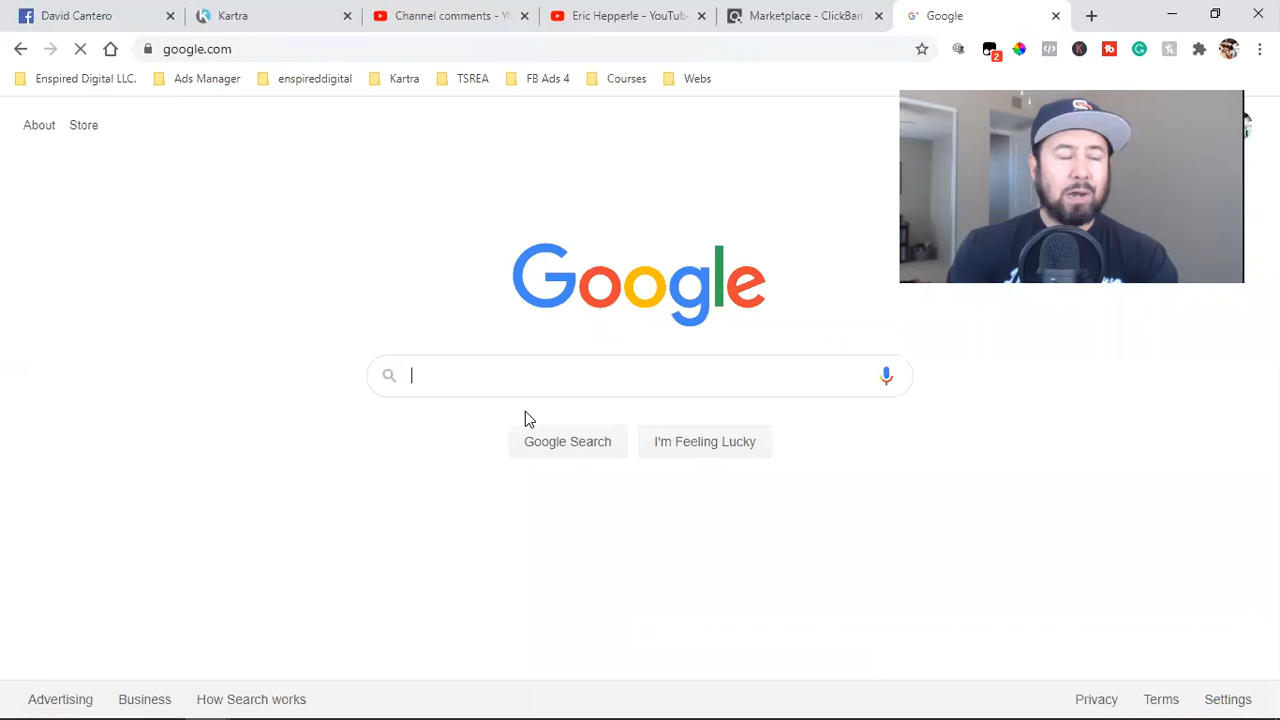 David Cantero
Kartra
Channel comments - Y
Eric Hepperle - YouTub
Marketplace - ClickBan
Google
google.com
2
Enspired Digital LLC.
Ads Manager
enspireddigital
Kartra
TSREA
FB Ads 4
Courses
Webs
About
Store
Google
Google Search
I'm Feeling Lucky
Advertising
Business
How Search works
Privacy
Terms
Settings